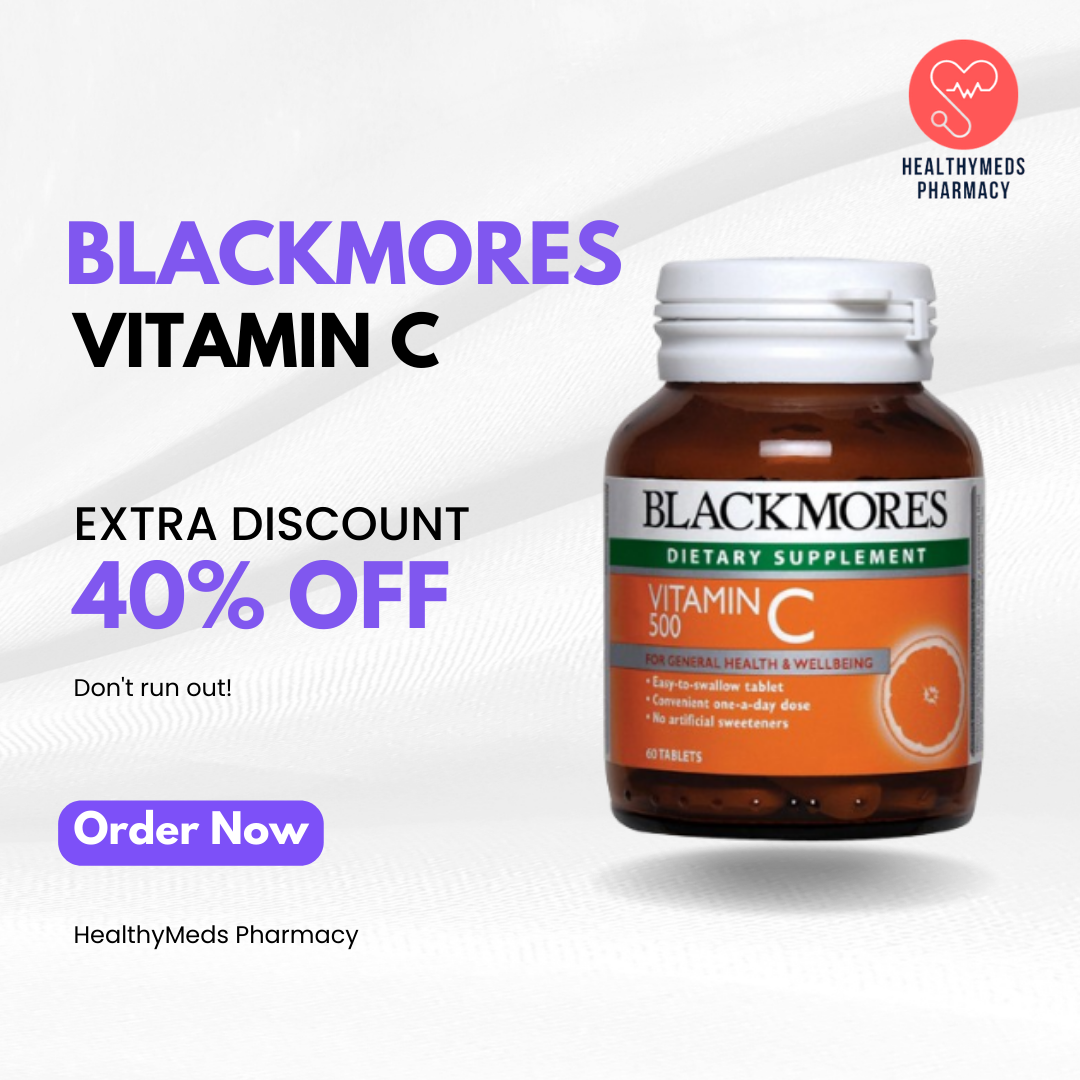 HEALTHYMEDS
PHARMACY
BLACKMORES
VITAMIN C
EXTRA DISCOUNT
40% OFF
Don't run out!
Order Now
HealthyMeds Pharmacy
BLACKMORES
DIETARY SUPPLEMENT
VITAMIN C
500
FOR GENERAL HEALTH & WELLBEING
• Easy-to-swallow tablet
• Convenient one-a-day dose
• No artificial sweeteners
60 TABLETS